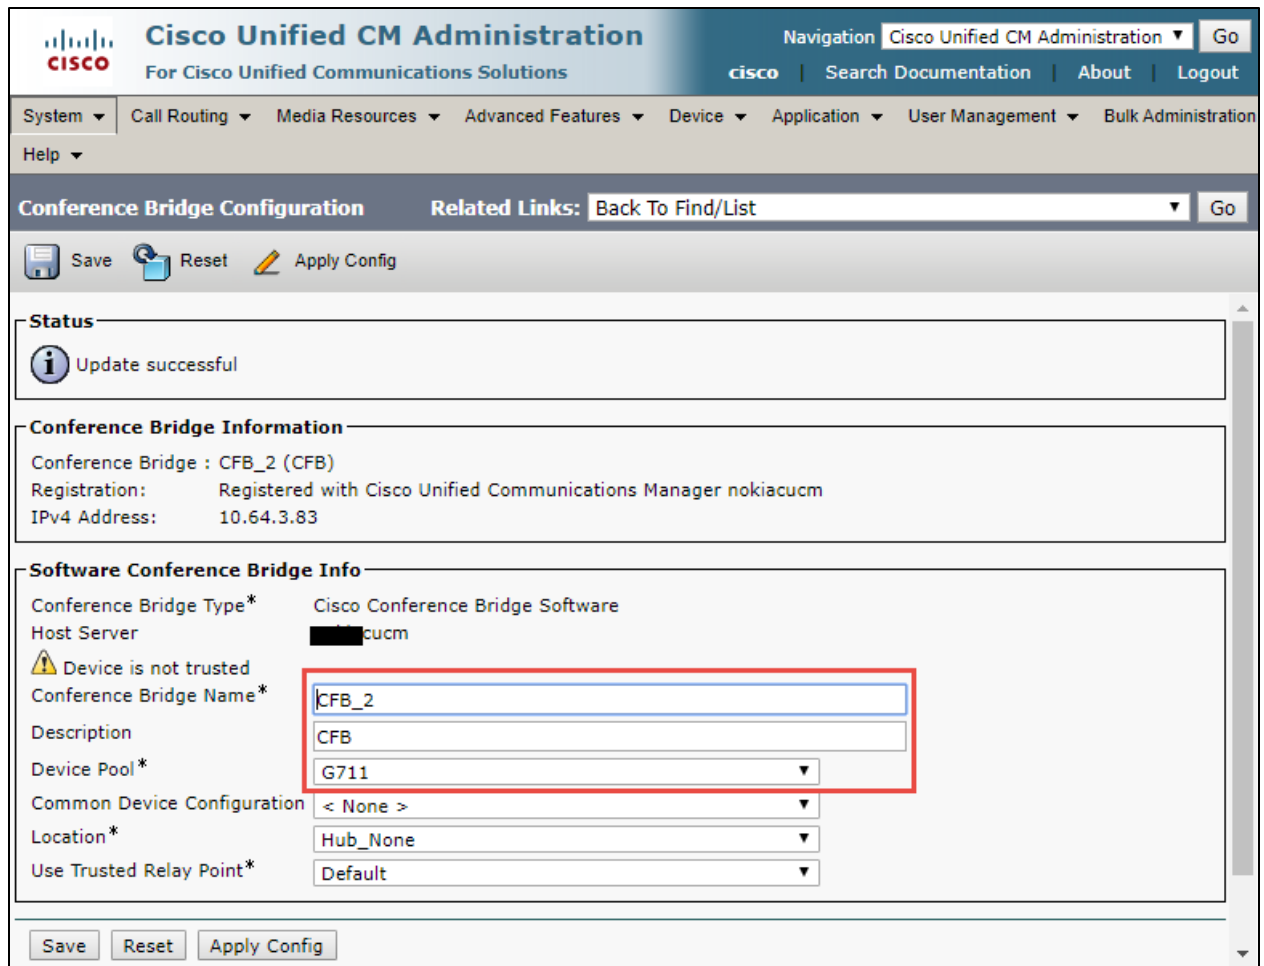 Cisco Unified CM Administration
Navigation Cisco Unified CM Administration Go
CISCO
For Cisco Unified Communications Solutions
cisco Search Documentation About Logout
System Call Routing Media Resources Advanced Features Device Application User Management Bulk Administration
Help
Conference Bridge Configuration Related Links: Back To Find/List Go
Save Reset Apply Config
Status
i Update successful
Conference Bridge Information
Conference Bridge : CFB_2 (CFB)
Registration: Registered with Cisco Unified Communications Manager nokiacucm
IPv4 Address: 10.64.3.83
Software Conference Bridge Info
Conference Bridge Type* Cisco Conference Bridge Software
Host Server cucm
Device is not trusted
Conference Bridge Name* CFB_2
Description CFB
Device Pool* G711
Common Device Configuration < None >
Location* Hub_None
Use Trusted Relay Point* Default
Save Reset Apply Config